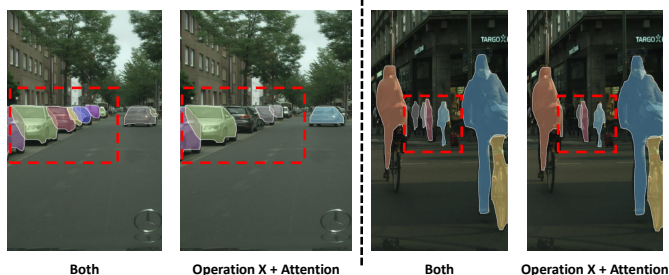 TARGO
TARGO
Both
Operation X + Attention
Both
Operation X + Attention